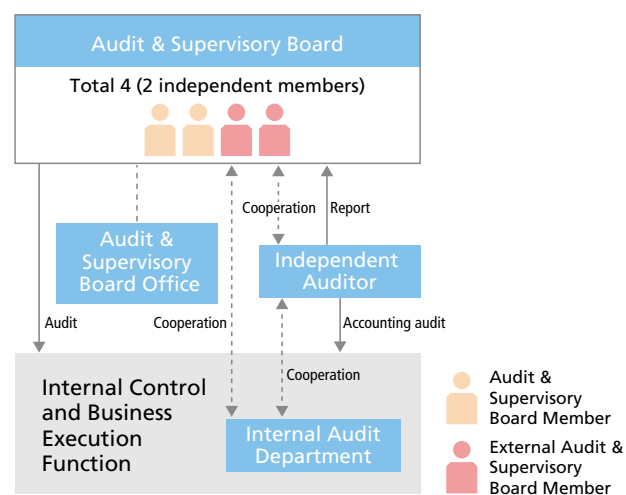 Audit & Supervisory Board
Total 4 (2 independent members)
Cooperation
Report
Audit &
Supervisory
Board Office
Independent
Auditor
Audit
Cooperation
Accounting audit
Cooperation
Internal Control
and Business
Execution
Function
Internal Audit
Department
Audit &
Supervisory
Board Member
External Audit &
Supervisory
Board Member